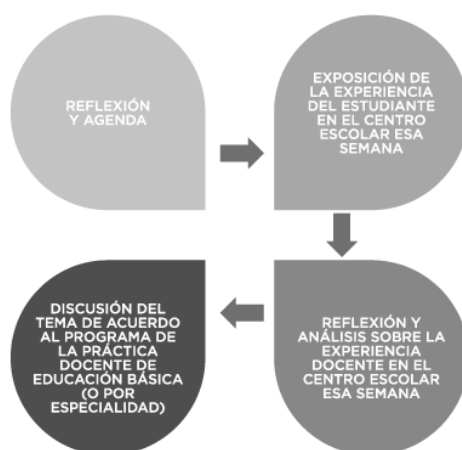 REFLEXIÓN
Y AGENDA
EXPOSICIÓN DE
LA EXPERIENCIA
DEL ESTUDIANTE
EN EL CENTRO
ESCOLAR ESA
SEMANA
REFLEXIÓN Y
ANÁLISIS SOBRE LA
EXPERIENCIA
DOCENTE EN EL
CENTRO ESCOLAR
ESA SEMANA
DISCUSIÓN DEL
TEMA DE ACUERDO
AL PROGRAMA DE
LA PRÁCTICA
DOCENTE DE
EDUCACIÓN BÁSICA
(O POR
ESPECIALIDAD)